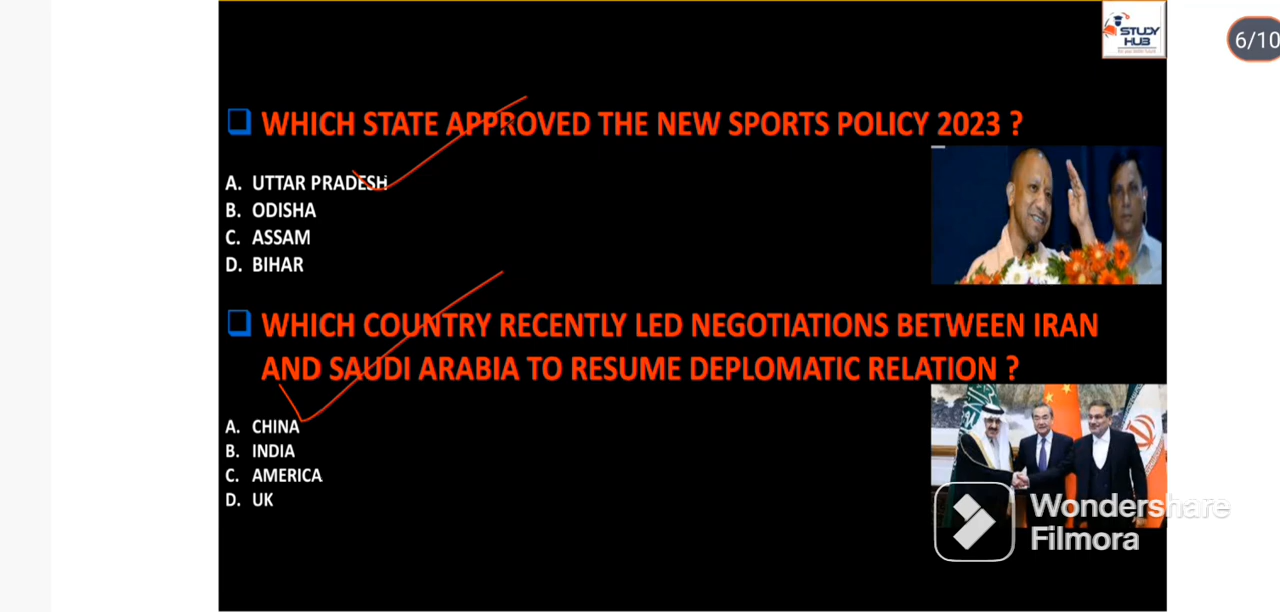 STUDY
HUB
6/10
WHICH STATE APPROVED THE NEW SPORTS POLICY 2023 ?
A. UTTAR PRADESH
B. ODISHA
C. ASSAM
D. BIHAR
WHICH COUNTRY RECENTLY LED NEGOTIATIONS BETWEEN IRAN
AND SAUDI ARABIA TO RESUME DEPLOMATIC RELATION ?
A. CHINA
B. INDIA
C. AMERICA
D. UK
Wondershare
Filmora